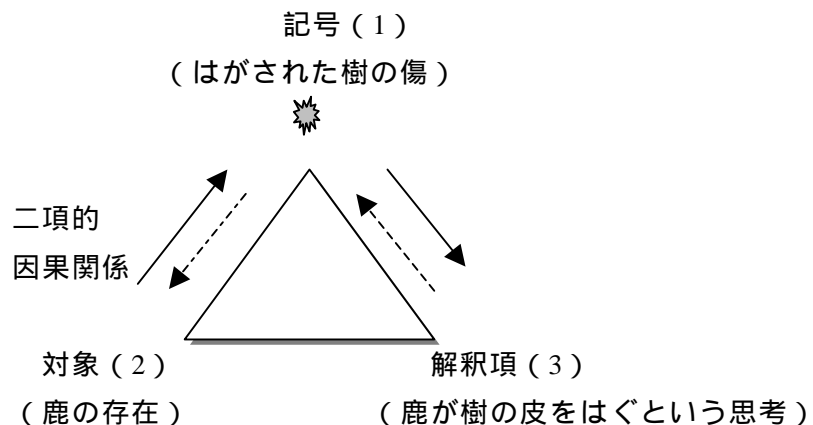 記号(1)
(はがされた樹の傷)
二項的
因果関係
対象(2)
解釈項(3)
(鹿の存在)
(鹿が樹の皮をはぐという思考)